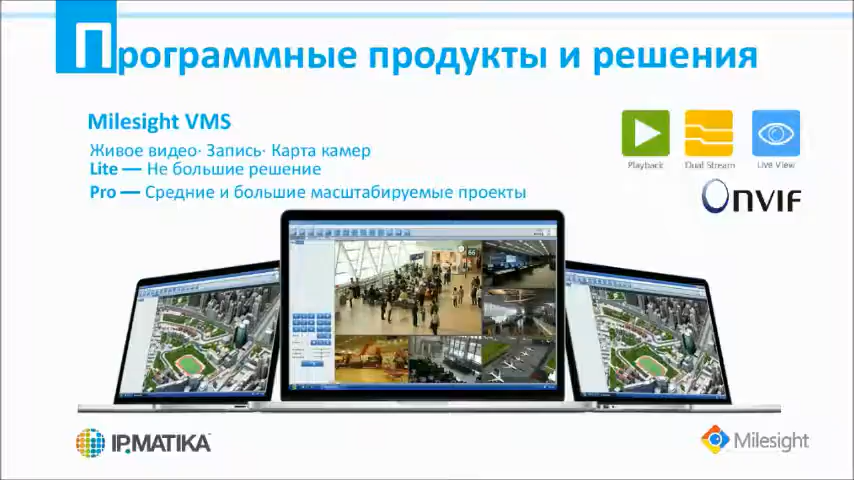 Программные продукты и решения
Milesight VMS
Живое видео· Запись· Карта камер
Lite — Не большие решение
Pro — Средние и большие масштабируемые проекты
Playback
Dual Stream
Live View
ONVIF
66
IP.MATIKA
Milesight